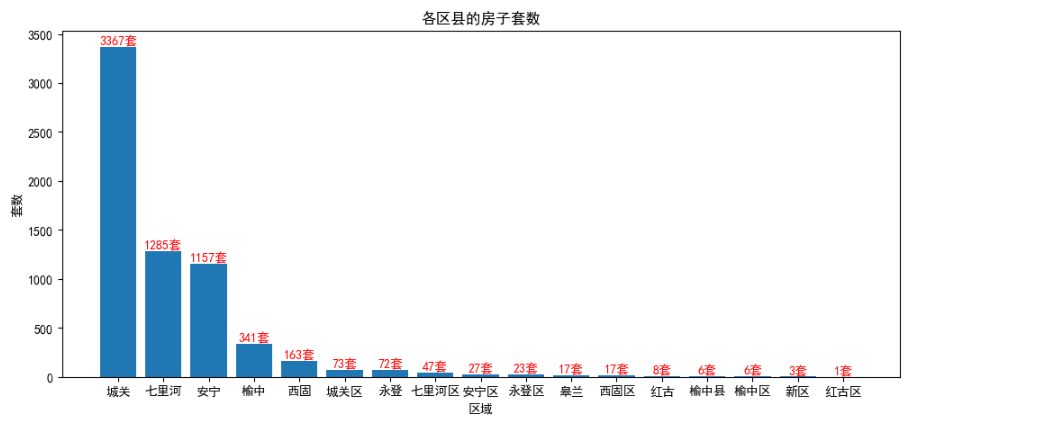 各区县的房子套数
套数
3500
3000
2500
2000
1500
1000
500
0
3367套
1285套
1157套
341套
163套
73套
72套
47套
27套
23套
17套
17套
8套
6套
6套
3套
1套
城关
七里河
安宁
榆中
西固
城关区
永登
七里河区
安宁区
永登区
皋兰
西固区
红古
榆中县
榆中区
新区
红古区
区域